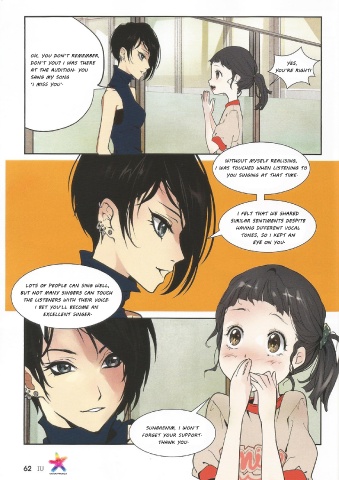 OH, YOU DON'T REMEMBER,
DON'T YOU? I WAS THERE
AT THE AUDITION. YOU
SANG MY SONG
'I MISS YOU'.
YES,
YOU'RE RIGHT!
WITHOUT MYSELF REALISING,
I WAS TOUCHED WHEN LISTENING TO
YOU SINGING AT THAT TIME.
I FELT THAT WE SHARED
SIMILAR SENTIMENTS DESPITE
HAVING DIFFERENT VOCAL
TONES, SO I KEPT AN
EYE ON YOU.
LOTS OF PEOPLE CAN SING WELL,
BUT NOT MANY SINGERS CAN TOUCH
THE LISTENERS WITH THEIR VOICE.
I BET YOU'LL BECOME AN
EXCELLENT SINGER.
SUNBAENIM, I WON'T
FORGET YOUR SUPPORT.
THANK YOU.
62 IU